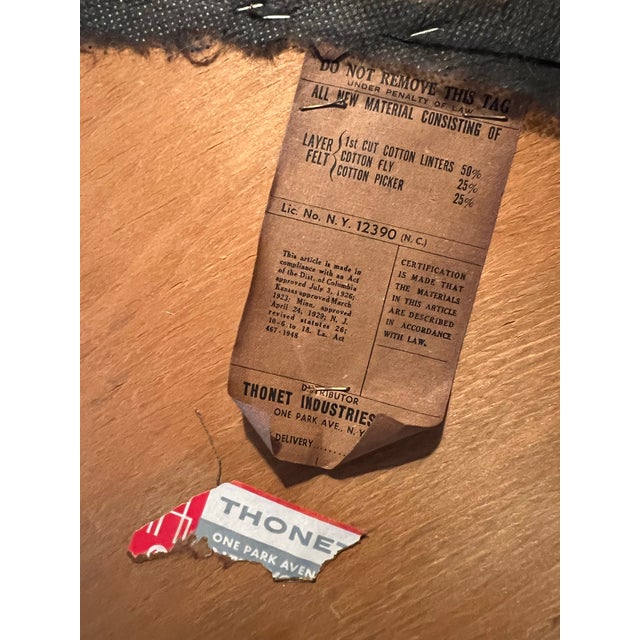 DO NOT REMOVE THIS TAG
UNDER PENALTY OF LAW
ALL NEW MATERIAL CONSISTING OF
LAYER FELT
1st CUT COTTON LINTERS 50%
COTTON FLY 25%
COTTON PICKER 25%
Lic. No. N. Y. 12390 (N. C.)
This article is made in
compliance with an Act
of the Dist. of Columbia
approved July 3, 1926;
Kansas approved March
1923; Minn. approved
April 24, 1929; N. J.
revised statutes 26;
10-6 to 18. La. Act
467-1948
CERTIFICATION
IS MADE THAT
THE MATERIALS
IN THIS ARTICLE
ARE DESCRIBED
IN ACCORDANCE
WITH LAW.
DISTRIBUTOR
THONET INDUSTRIES
ONE PARK AVE., N. Y.
DELIVERY
THONET
ONE PARK AVEN